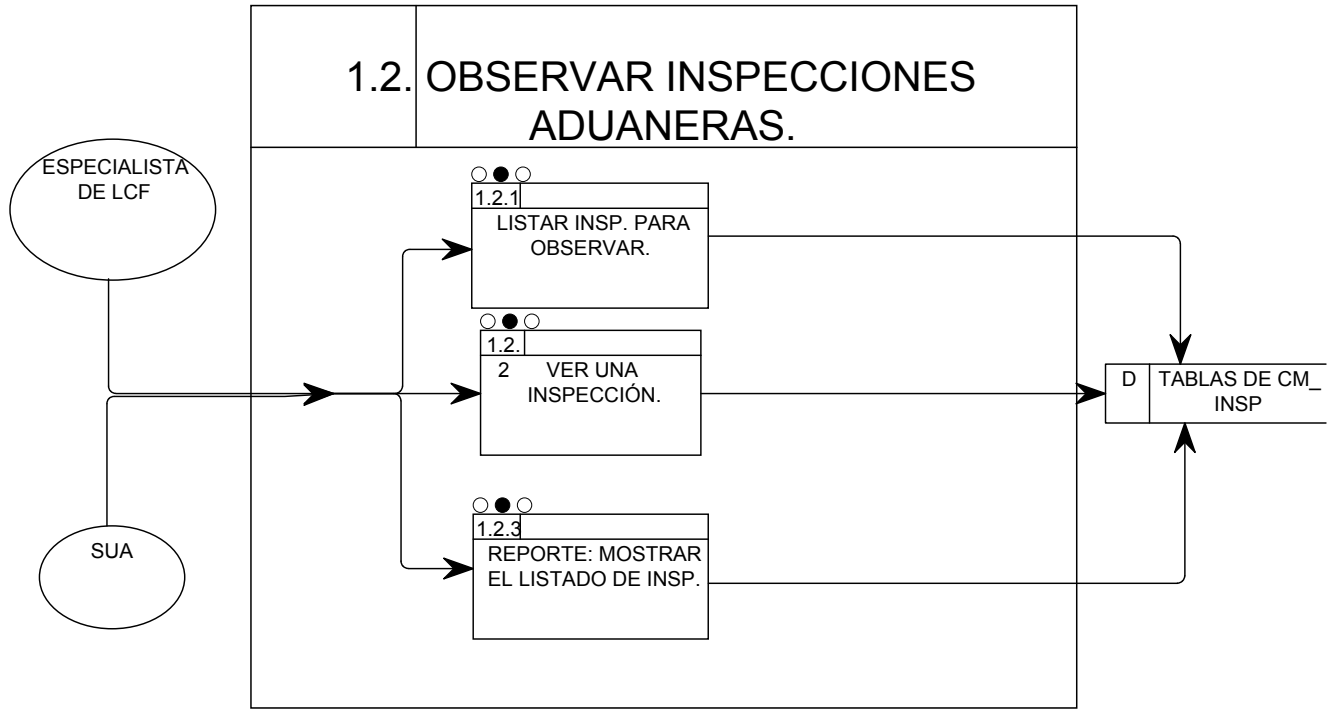 1.2. OBSERVAR INSPECCIONES
ADUANERAS.
ESPECIALISTA
DE LCF
SUA
1.2.1
LISTAR INSP. PARA
OBSERVAR.
1.2.
2 VER UNA
INSPECCIÓN.
1.2.3
REPORTE: MOSTRAR
EL LISTADO DE INSP.
D TABLAS DE CM_
INSP